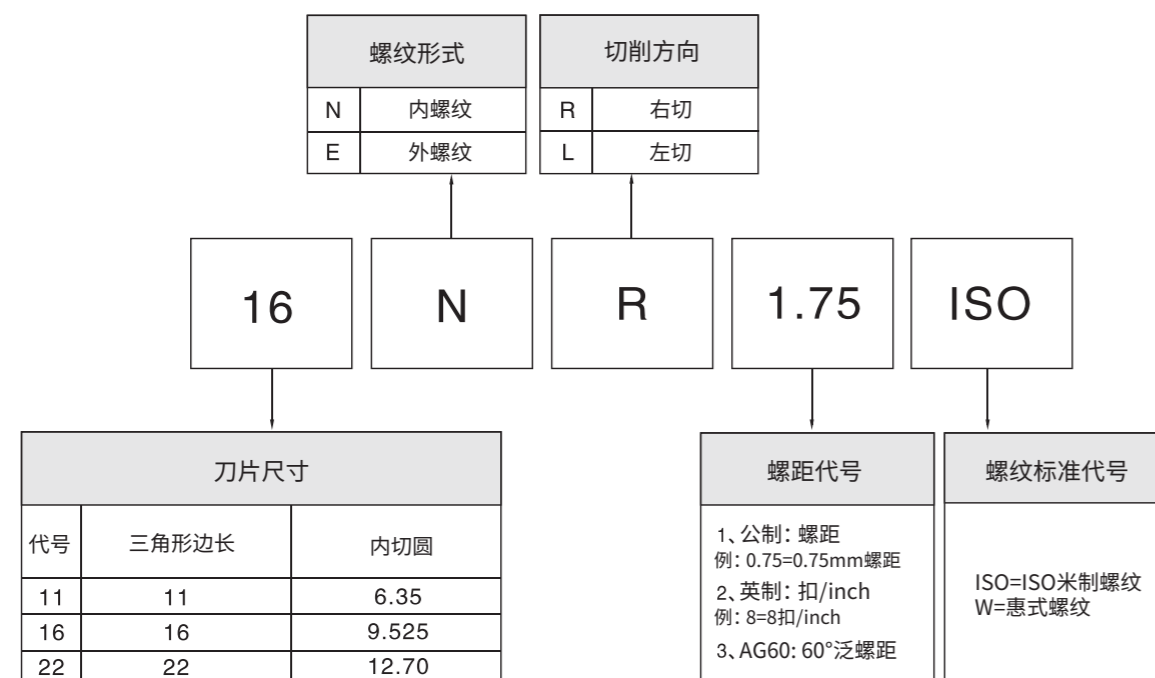 螺纹形式
N 内螺纹
E 外螺纹
切削方向
R 右切
L 左切
16 N R 1.75 ISO
刀片尺寸
代号 三角形边长 内切圆
11 11 6.35
16 16 9.525
22 22 12.70
螺距代号
1、公制：螺距
例：0.75=0.75mm螺距
2、英制：扣/inch
例：8=8扣/inch
3、AG60：60°泛螺距
螺纹标准代号
ISO=ISO米制螺纹
W=惠式螺纹